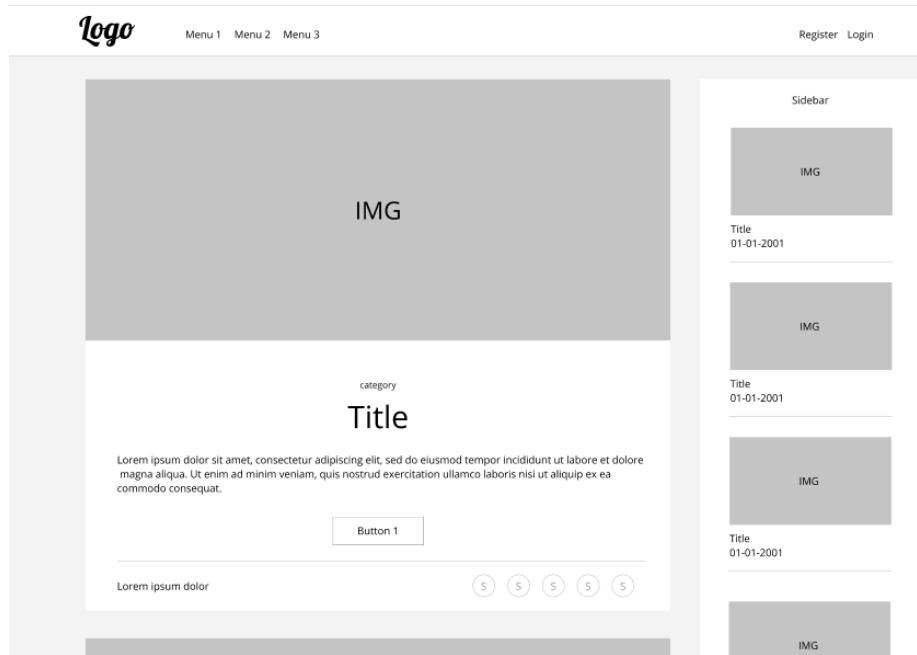 Logo
Menu 1 Menu 2 Menu 3
Register Login
IMG
category
Title
Lorem ipsum dolor sit amet, consectetur adipiscing elit, sed do eiusmod tempor incididunt ut labore et dolore
magna aliqua. Ut enim ad minim veniam, quis nostrud exercitation ullamco laboris nisi ut aliquip ex ea
commodo consequat.
Button 1
Lorem ipsum dolor
S S S S S
Sidebar
IMG
Title
01-01-2001
IMG
Title
01-01-2001
IMG
Title
01-01-2001
IMG